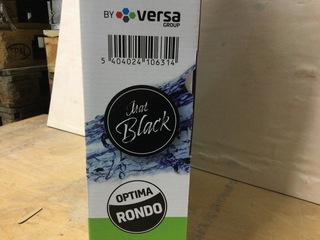 BY versa
GROUP
5 404024 106314
Mat
Black
OPTIMA
RONDO